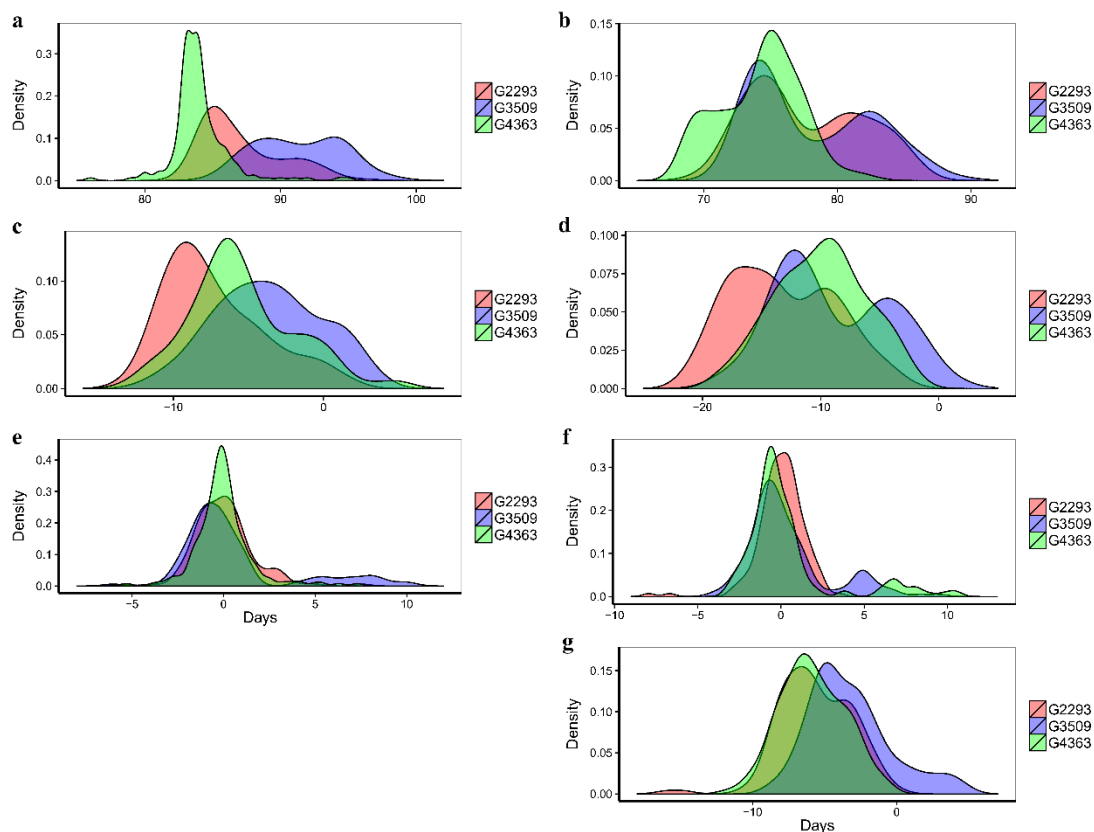 a
Density
0.3
0.2
0.1
0.0
80
90
100
G2293
G3509
G4363
b
Density
0.15
0.10
0.05
0.00
70
80
90
G2293
G3509
G4363
c
Density
0.10
0.05
0.00
−10
0
G2293
G3509
G4363
d
Density
0.100
0.075
0.050
0.025
0.000
−20
−10
0
G2293
G3509
G4363
e
Density
0.4
0.3
0.2
0.1
0.0
−5
0
5
10
Days
G2293
G3509
G4363
f
Density
0.3
0.2
0.1
0.0
−10
−5
0
5
10
G2293
G3509
G4363
g
Density
0.15
0.10
0.05
0.00
−10
0
Days
G2293
G3509
G4363